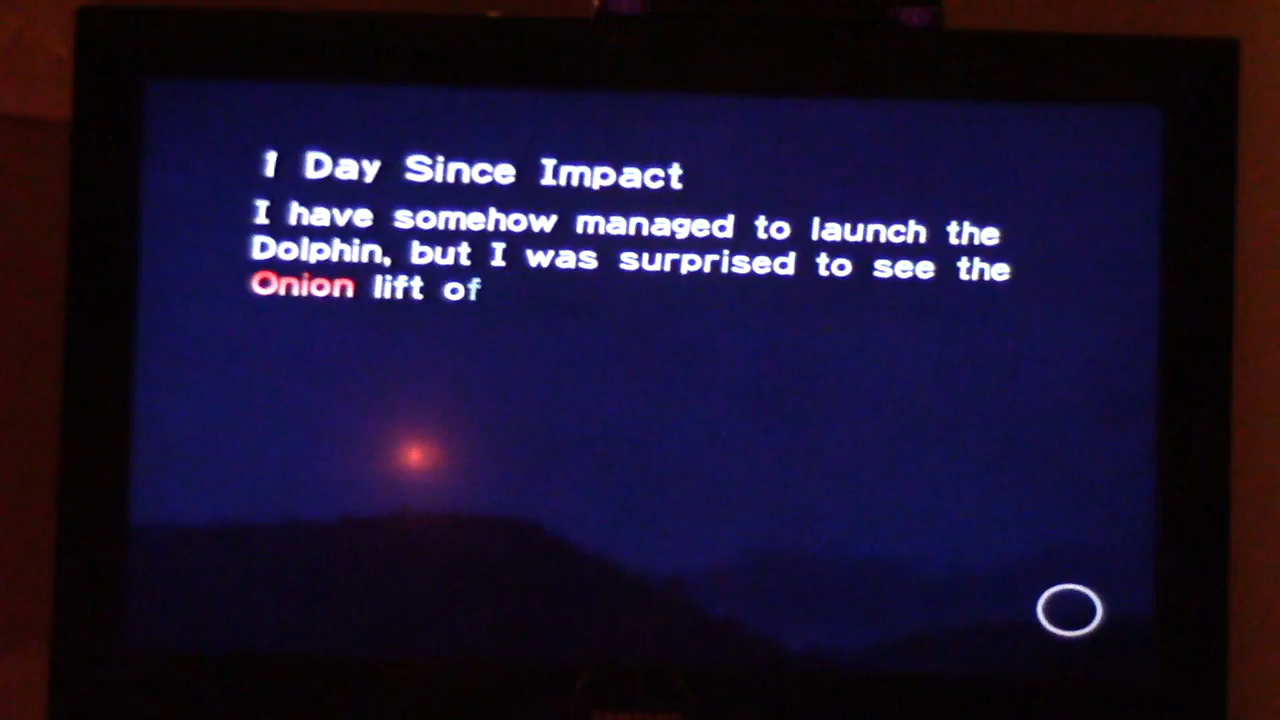 1 Day Since Impact
I have somehow managed to launch the
Dolphin, but I was surprised to see the
Onion lift of